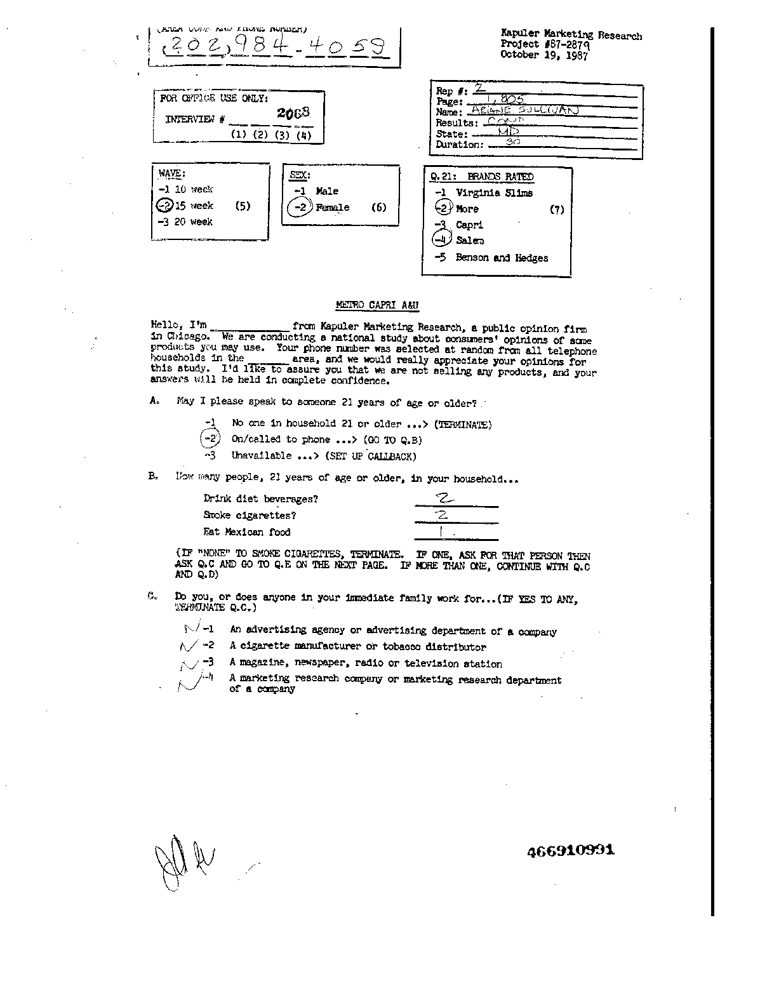 (AREA CODE AND PHONE NUMBER)
(202)984-4059
Kapuler Marketing Research
Project #87-2879
October 19, 1987
FOR OFFICE USE ONLY:
INTERVIEW # 2068
(1) (2) (3) (4)
Rep #: 2
Page: 1,805
Name: ARIANE SULLIVAN
Results:
State: MD
Duration: 30
WAVE:
-1 10 week
-2 15 week (5)
-3 20 week
SEX:
-1 Male
-2 Female (6)
Q.21: BRANDS RATED
-1 Virginia Slims
-2 More (7)
-3 Capri
-4 Salem
-5 Benson and Hedges
METRO CAPRI A&U
Hello, I'm ________ from Kapuler Marketing Research, a public opinion firm
in Chicago. We are conducting a national study about consumers' opinions of some
products you may use. Your phone number was selected at random from all telephone
households in the ______ area, and we would really appreciate your opinions for
this study. I'd like to assure you that we are not selling any products, and your
answers will be held in complete confidence.
A. May I please speak to someone 21 years of age or older?
-1 No one in household 21 or older ...> (TERMINATE)
-2 On/called to phone ...> (GO TO Q.B)
-3 Unavailable ...> (SET UP CALLBACK)
B. How many people, 21 years of age or older, in your household...
Drink diet beverages? 2
Smoke cigarettes? 2
Eat Mexican food 1
(IF "NONE" TO SMOKE CIGARETTES, TERMINATE. IF ONE, ASK FOR THAT PERSON THEN
ASK Q.C AND GO TO Q.E ON THE NEXT PAGE. IF MORE THAN ONE, CONTINUE WITH Q.C
AND Q.D)
C. Do you, or does anyone in your immediate family work for...(IF YES TO ANY,
TERMINATE Q.C.)
N -1 An advertising agency or advertising department of a company
N -2 A cigarette manufacturer or tobacco distributor
N -3 A magazine, newspaper, radio or television station
N -4 A marketing research company or marketing research department
of a company
466910991